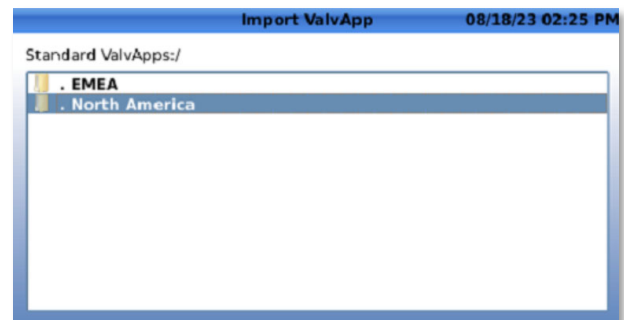 Import ValvApp 08/18/23 02:25 PM
Standard ValvApps:/
. EMEA
. North America